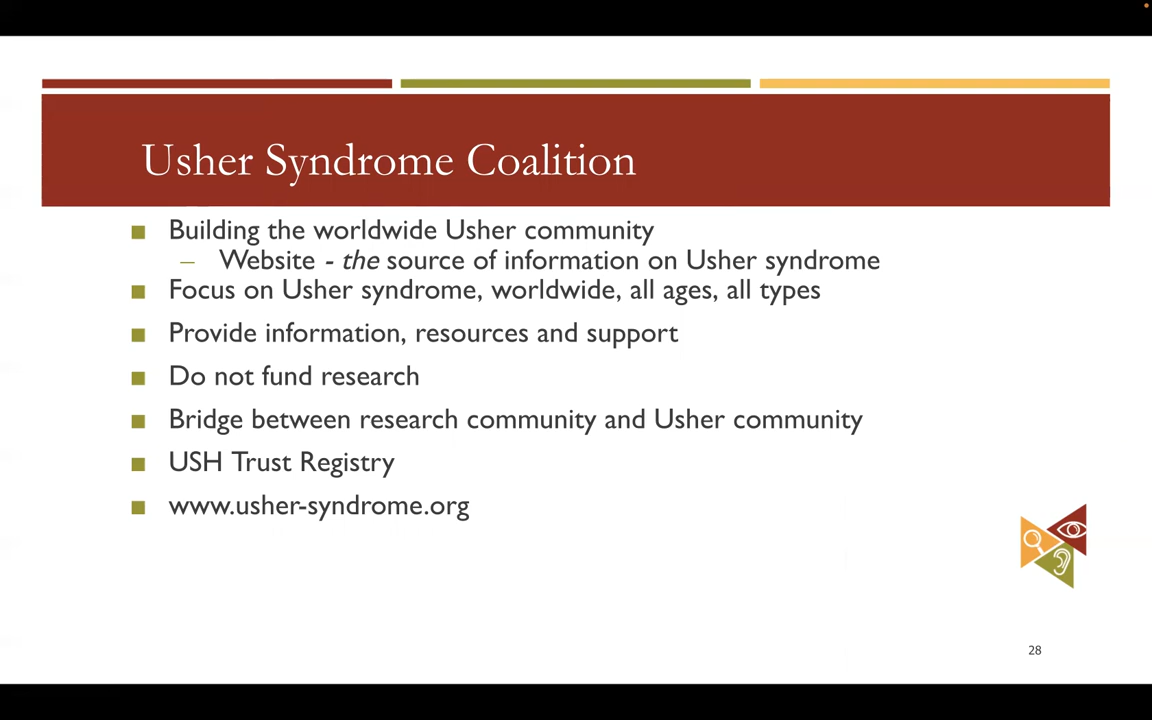 Usher Syndrome Coalition
■ Building the worldwide Usher community
– Website - the source of information on Usher syndrome
■ Focus on Usher syndrome, worldwide, all ages, all types
■ Provide information, resources and support
■ Do not fund research
■ Bridge between research community and Usher community
■ USH Trust Registry
■ www.usher-syndrome.org
28